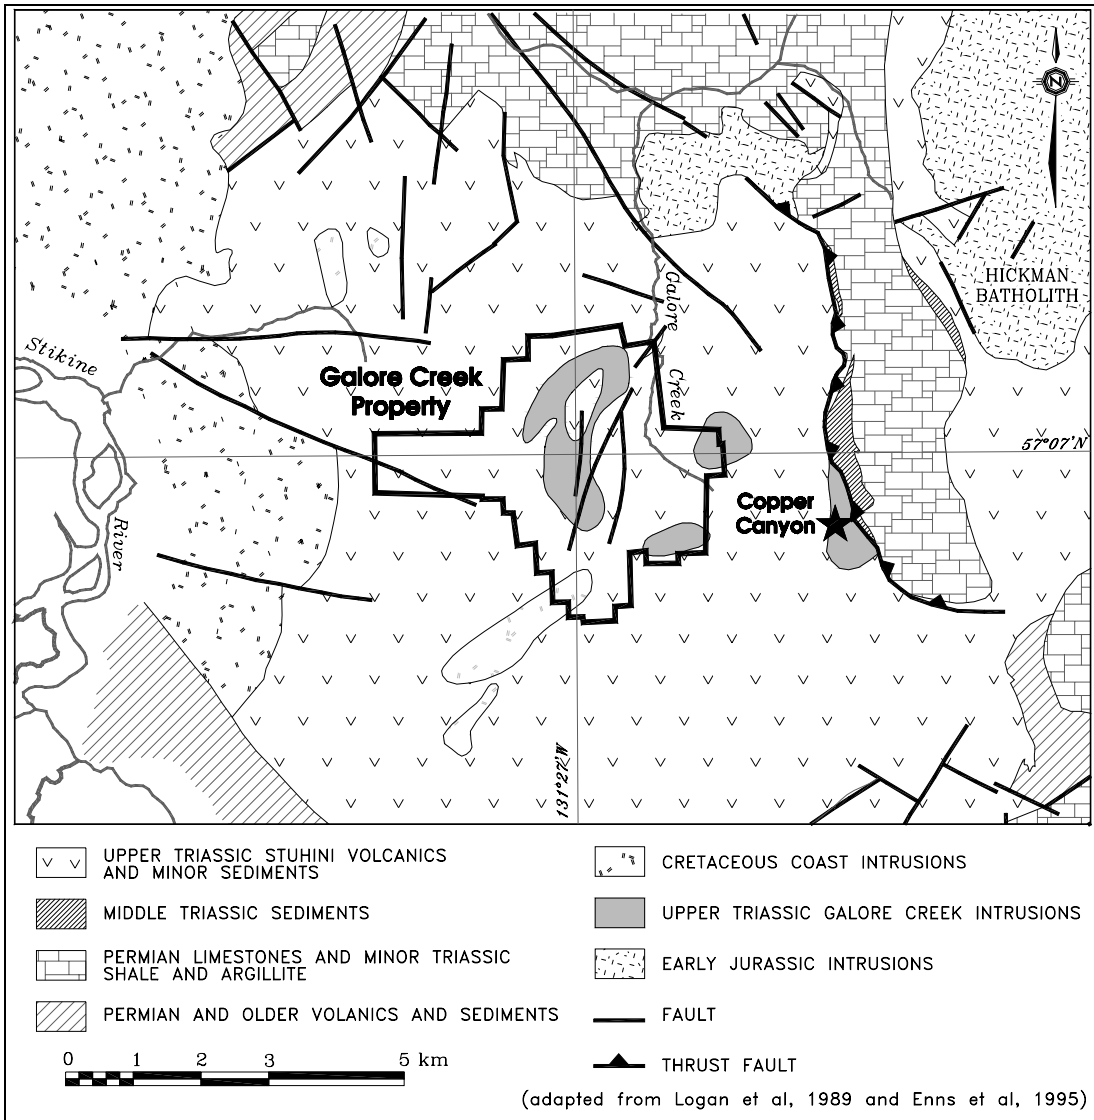 N
HICKMAN
BATHOLITH
Galore
Creek
Stikine
River
Galore Creek
Property
57°07'N
Copper
Canyon
131°27'W
UPPER TRIASSIC STUHINI VOLCANICS
AND MINOR SEDIMENTS
MIDDLE TRIASSIC SEDIMENTS
PERMIAN LIMESTONES AND MINOR TRIASSIC
SHALE AND ARGILLITE
PERMIAN AND OLDER VOLANICS AND SEDIMENTS
0 1 2 3 5 km
CRETACEOUS COAST INTRUSIONS
UPPER TRIASSIC GALORE CREEK INTRUSIONS
EARLY JURASSIC INTRUSIONS
FAULT
THRUST FAULT
(adapted from Logan et al, 1989 and Enns et al, 1995)